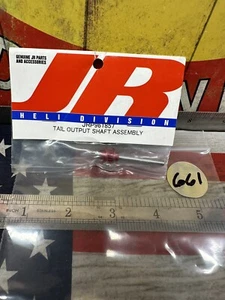 GENUINE JR PARTS
AND ACCESSORIES
JR
HELI DIVISION
TAIL OUTPUT SHAFT ASSEMBLY
661
1
2
3
4
5